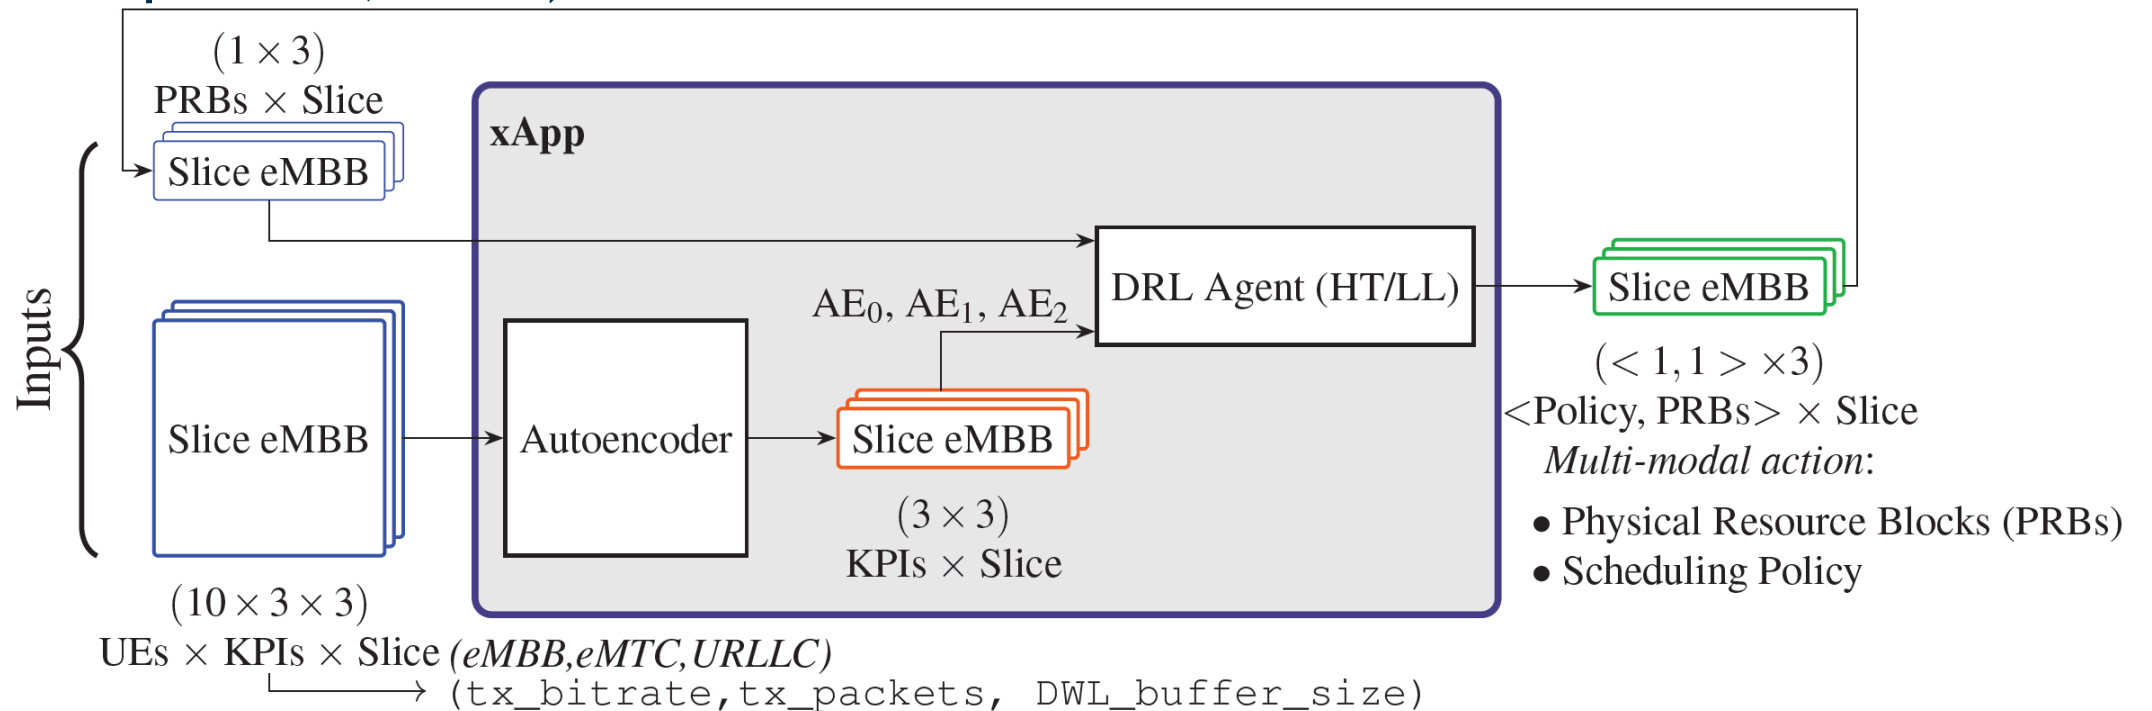 (1 × 3)
PRBs × Slice
Slice eMBB
xApp
Inputs
DRL Agent (HT/LL)
Slice eMBB
AE₀, AE₁, AE₂
Slice eMBB
Autoencoder
Slice eMBB
(< 1, 1 > ×3)
<Policy, PRBs> × Slice
Multi-modal action:
• Physical Resource Blocks (PRBs)
• Scheduling Policy
(3 × 3)
KPIs × Slice
(10 × 3 × 3)
UEs × KPIs × Slice (eMBB,eMTC,URLLC)
(tx_bitrate,tx_packets, DWL_buffer_size)